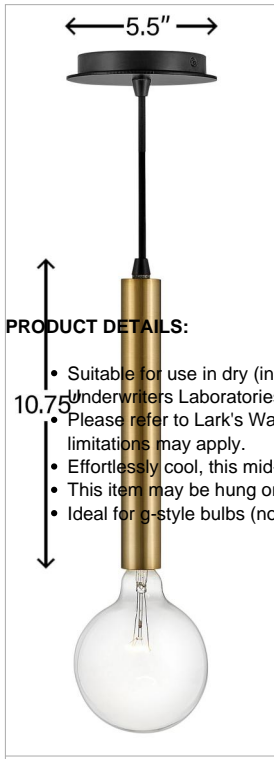 5.5"
PRODUCT DETAILS:
• Suitable for use in dry (in
Underwriters Laboratories
10.75"
• Please refer to Lark's Wa
limitations may apply.
• Effortlessly cool, this mid
• This item may be hung or
• Ideal for g-style bulbs (no